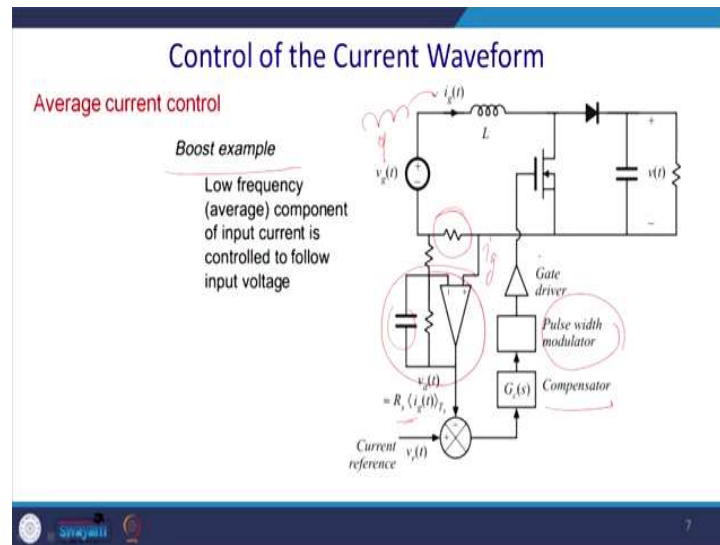 Control of the Current Waveform
Average current control
Boost example
Low frequency
(average) component
of input current is
controlled to follow
input voltage
i_g(t)
L
v_g(t)
+
−
+
v(t)
−
i_g
− +
Gate
driver
Pulse width
modulator
v_a(t)
= R_s ⟨i_g(t)⟩_{T_s}
G_c(s) Compensator
−
+
Current
reference
v_r(t)
swayam
7